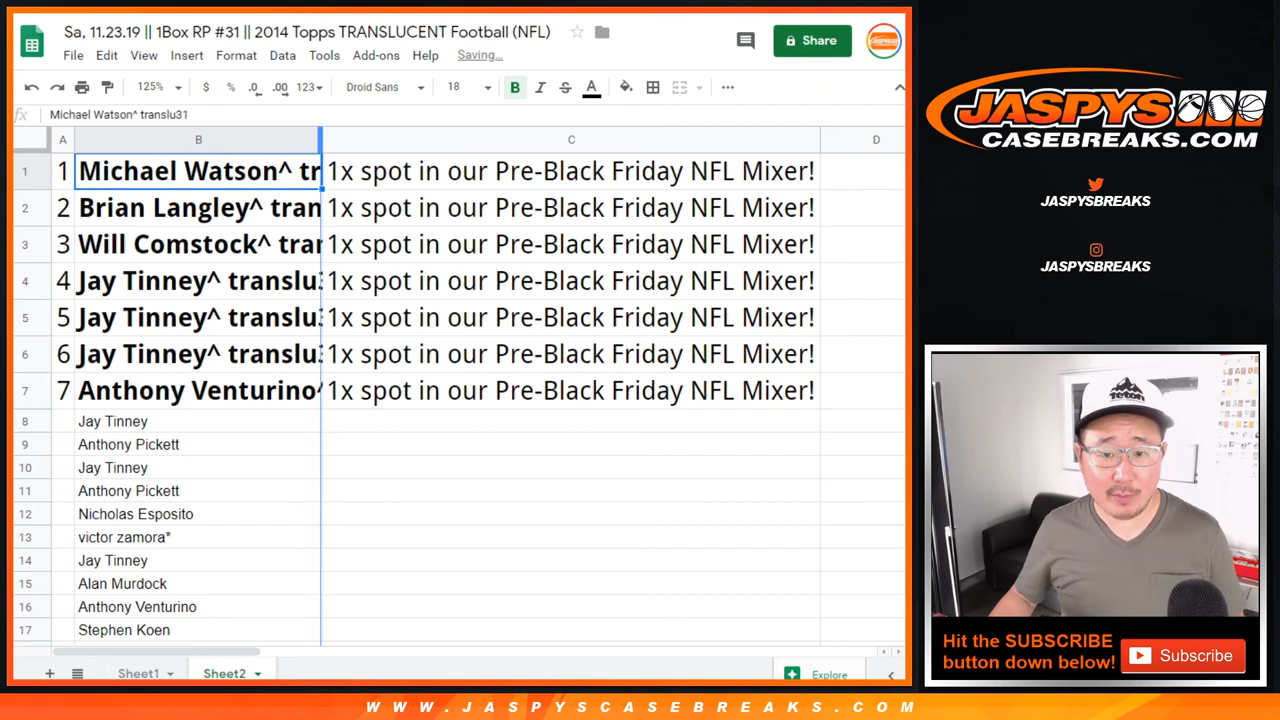 Sa, 11.23.19 || 1Box RP #31 || 2014 Topps TRANSLUCENT Football (NFL)
File Edit View Insert Format Data Tools Add-ons Help Saving...
Share
125% $ % .0 .00 123 Droid Sans 18 B I S A
fx Michael Watson^ translu31
A B C D
1 1 Michael Watson^ tr 1x spot in our Pre-Black Friday NFL Mixer!
2 2 Brian Langley^ tran 1x spot in our Pre-Black Friday NFL Mixer!
3 3 Will Comstock^ tra 1x spot in our Pre-Black Friday NFL Mixer!
4 4 Jay Tinney^ translu 1x spot in our Pre-Black Friday NFL Mixer!
5 5 Jay Tinney^ translu 1x spot in our Pre-Black Friday NFL Mixer!
6 6 Jay Tinney^ translu 1x spot in our Pre-Black Friday NFL Mixer!
7 7 Anthony Venturino^ 1x spot in our Pre-Black Friday NFL Mixer!
8 Jay Tinney
9 Anthony Pickett
10 Jay Tinney
11 Anthony Pickett
12 Nicholas Esposito
13 victor zamora*
14 Jay Tinney
15 Alan Murdock
16 Anthony Venturino
17 Stephen Koen
Sheet1 Sheet2 Explore
JASPYS
CASEBREAKS.COM
JASPYSBREAKS
JASPYSBREAKS
Teton
Hit the SUBSCRIBE
button down below!
Subscribe
WWW.JASPYSCASEBREAKS.COM